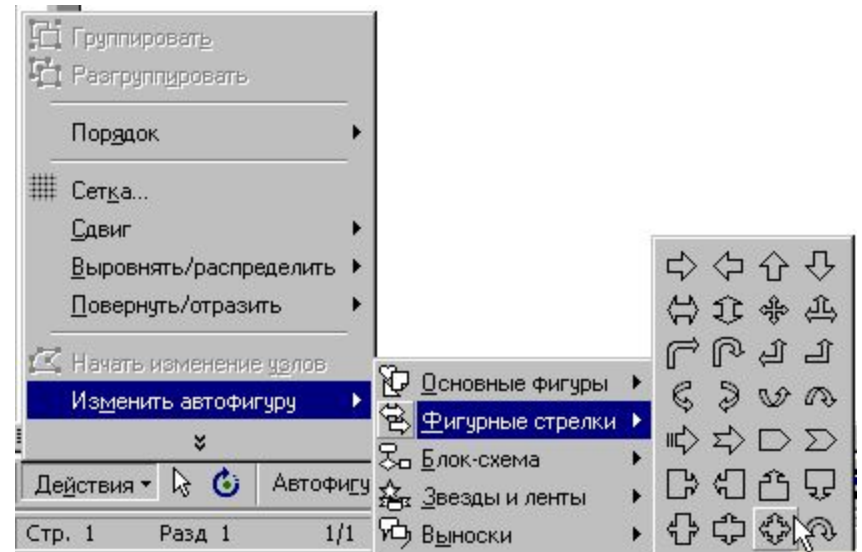 Группировать
Разгруппировать
Порядок
Сетка...
Сдвиг
Выровнять/распределить
Повернуть/отразить
Начать изменение узлов
Изменить автофигуру
Основные фигуры
Фигурные стрелки
Блок-схема
Звезды и ленты
Выноски
Действия
Автофигу
Стр. 1 Разд 1 1/1